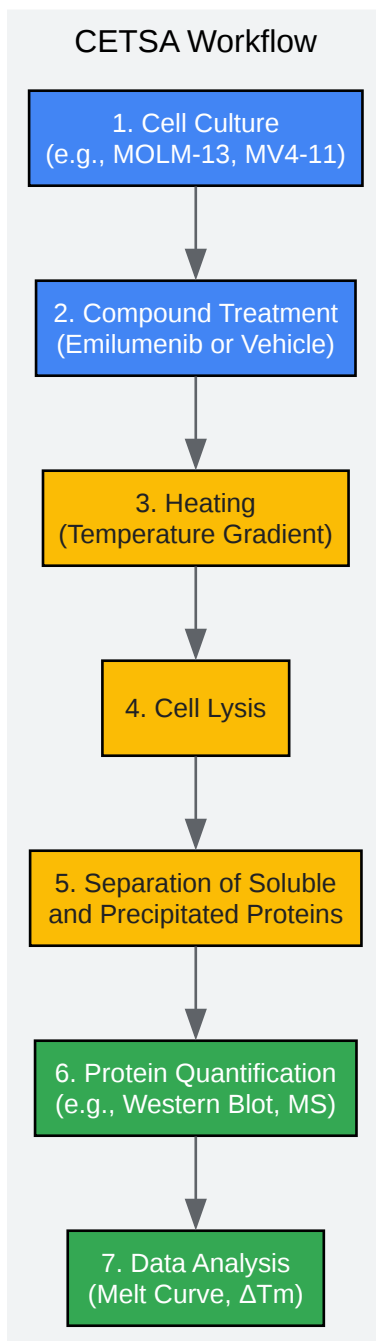 CETSA Workflow
1. Cell Culture
(e.g., MOLM-13, MV4-11)
2. Compound Treatment
(Emilumenib or Vehicle)
3. Heating
(Temperature Gradient)
4. Cell Lysis
5. Separation of Soluble
and Precipitated Proteins
6. Protein Quantification
(e.g., Western Blot, MS)
7. Data Analysis
(Melt Curve, ΔTm)